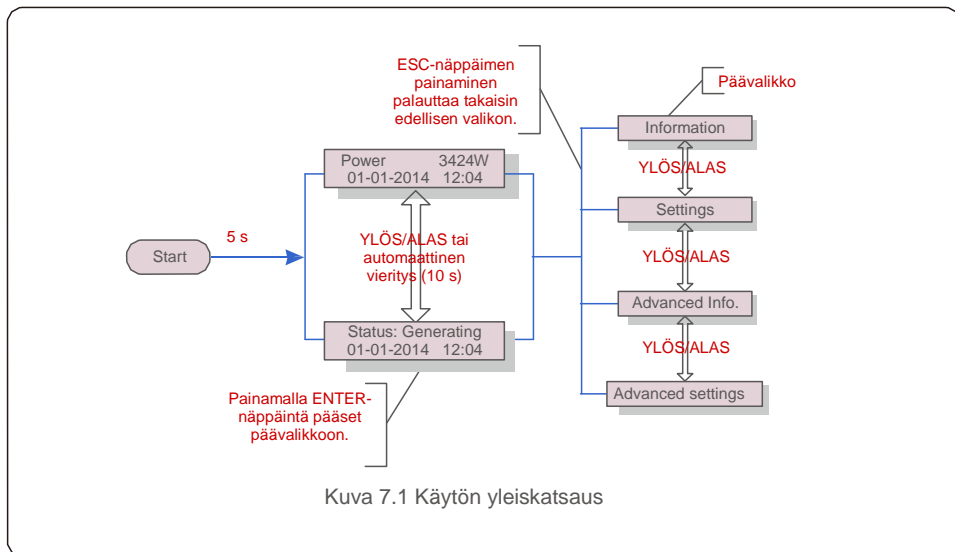 ESC-näppäimen
painaminen
palauttaa takaisin
edellisen valikon.
Päävalikko
Information
YLÖS/ALAS
Settings
YLÖS/ALAS
Advanced Info.
YLÖS/ALAS
Advanced settings
Power 3424W
01-01-2014 12:04
5 s
Start
YLÖS/ALAS tai
automaattinen
vieritys (10 s)
Status: Generating
01-01-2014 12:04
Painamalla ENTER-
näppäintä pääset
päävalikkoon.
Kuva 7.1 Käytön yleiskatsaus